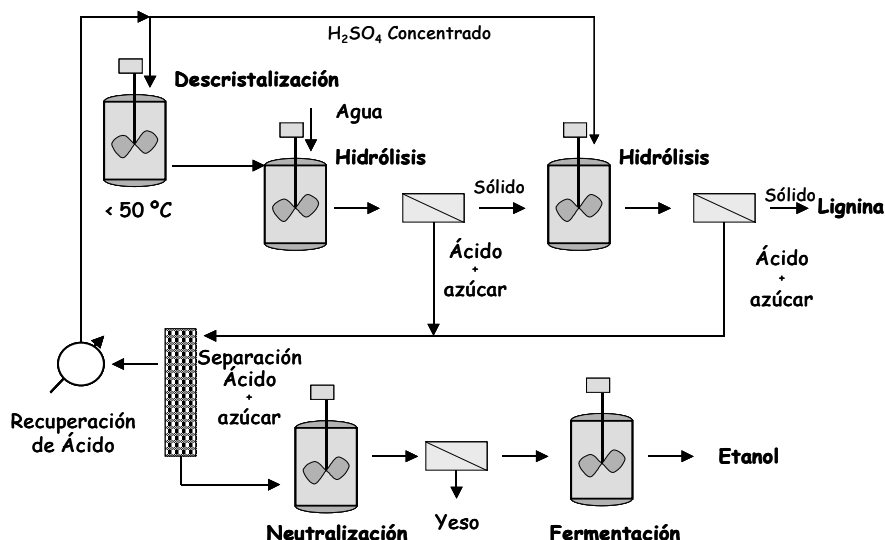 H₂SO₄ Concentrado
Descristalización
Agua
Hidrólisis
Hidrólisis
Sólido
Sólido
Lignina
< 50 ºC
Ácido
+
azúcar
Ácido
+
azúcar
Separación
Ácido
+
azúcar
Recuperación
de Ácido
Etanol
Yeso
Neutralización
Fermentación